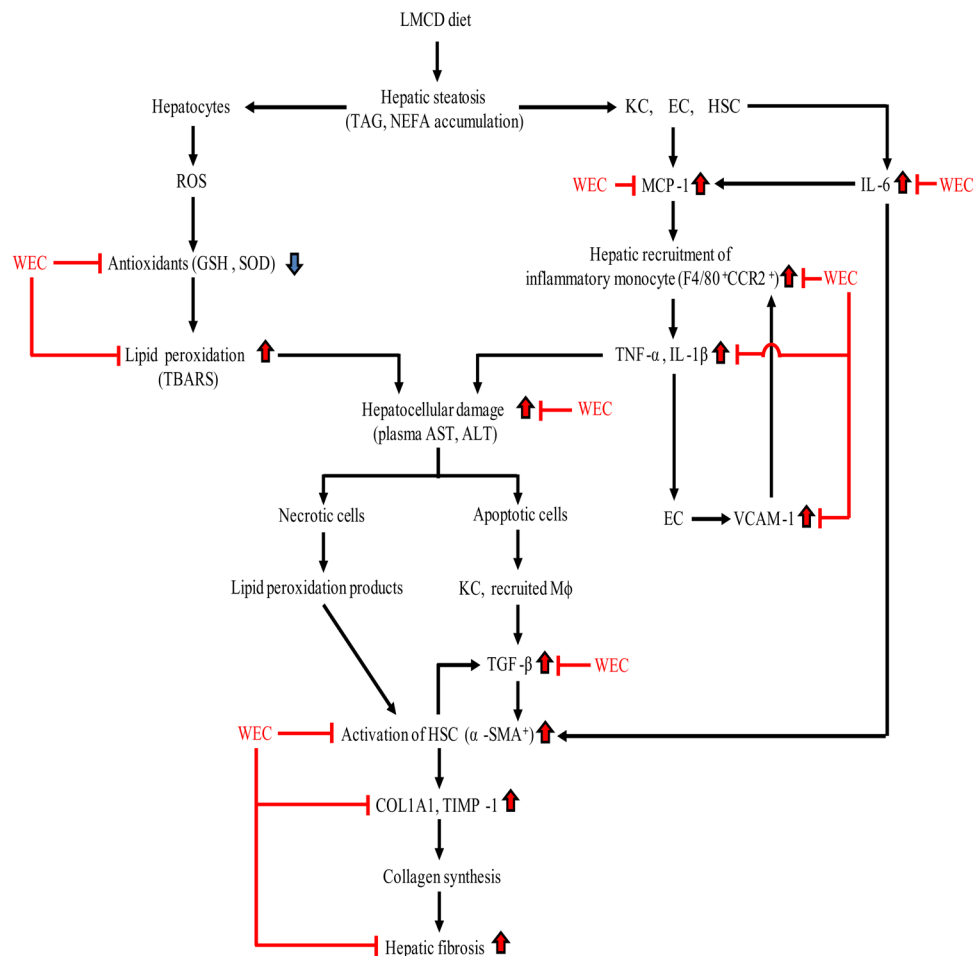 LMCD diet
Hepatocytes
Hepatic steatosis
(TAG, NEFA accumulation)
KC, EC, HSC
ROS
WEC
MCP-1
IL-6
WEC
WEC
Antioxidants (GSH, SOD)
Hepatic recruitment of
inflammatory monocyte (F4/80⁺CCR2⁺)
WEC
Lipid peroxidation
(TBARS)
TNF-α, IL-1β
Hepatocellular damage
(plasma AST, ALT)
WEC
Necrotic cells
Apoptotic cells
EC
VCAM-1
Lipid peroxidation products
KC, recruited Mϕ
TGF-β
WEC
WEC
Activation of HSC (α-SMA⁺)
COL1A1, TIMP-1
Collagen synthesis
Hepatic fibrosis